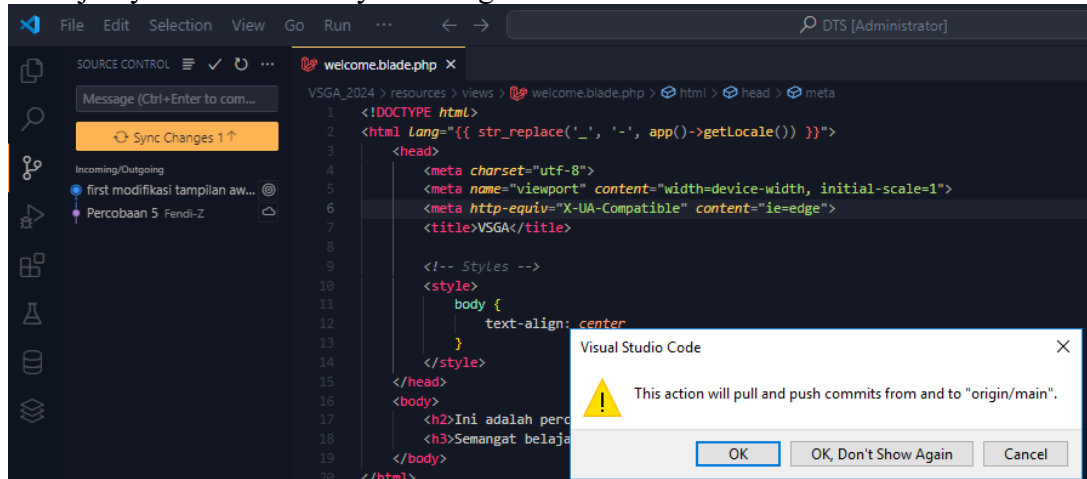 File Edit Selection View Go Run ··· ← → DTS [Administrator]
SOURCE CONTROL
Message (Ctrl+Enter to com...
Sync Changes 1↑
Incoming/Outgoing
first modifikasi tampilan aw...
Percobaan 5 Fendi-Z
welcome.blade.php ×
VSGA_2024 > resources > views > welcome.blade.php > html > head > meta
1 <!DOCTYPE html>
2 <html lang="{{ str_replace('_', '-', app()->getLocale()) }}">
3 <head>
4 <meta charset="utf-8">
5 <meta name="viewport" content="width=device-width, initial-scale=1">
6 <meta http-equiv="X-UA-Compatible" content="ie=edge">
7 <title>VSGA</title>
8
9 <!-- Styles -->
10 <style>
11 body {
12 text-align: center
13 }
14 </style>
15 </head>
16 <body>
17 <h2>Ini adalah perc
18 <h3>Semangat belaja
19 </body>
20 </html>
Visual Studio Code
This action will pull and push commits from and to "origin/main".
OK
OK, Don't Show Again
Cancel